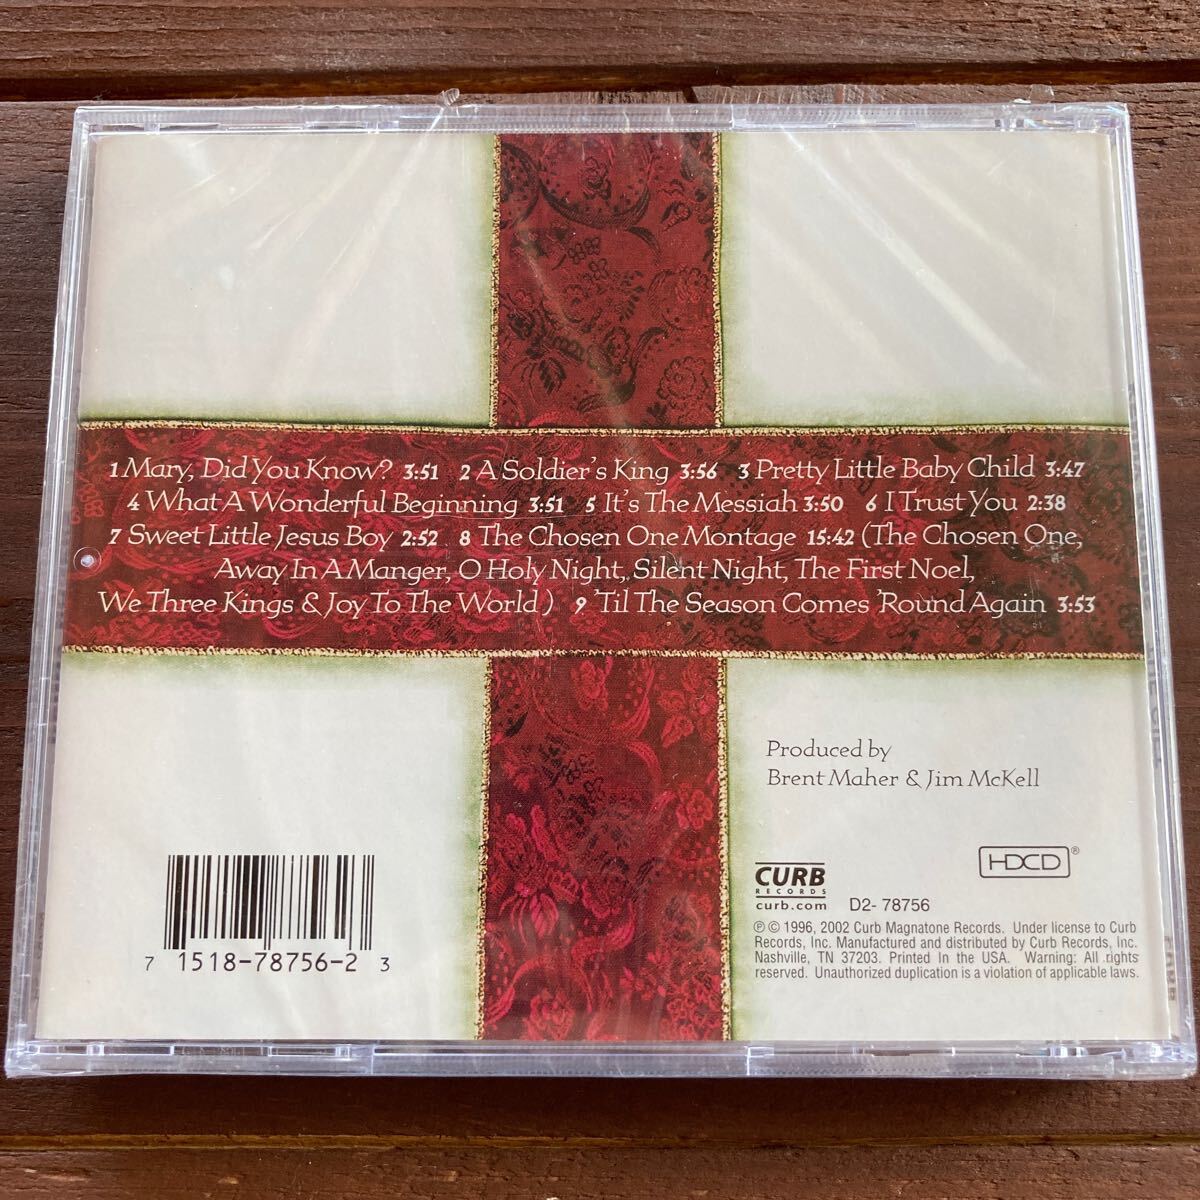 1 Mary, Did You Know? 3:51 2 A Soldier's King 3:56 3 Pretty Little Baby Child 3:47
4 What A Wonderful Beginning 3:51 5 It's The Messiah 3:50 6 I Trust You 2:38
7 Sweet Little Jesus Boy 2:52 8 The Chosen One Montage 15:42 (The Chosen One,
Away In A Manger, O Holy Night, Silent Night, The First Noel,
We Three Kings & Joy To The World) 9 'Til The Season Comes 'Round Again 3:53
Produced by
Brent Maher & Jim McKell
HDCD®
CURB
RECORDS
curb.com
D2- 78756
℗ © 1996, 2002 Curb Magnatone Records. Under license to Curb
Records, Inc. Manufactured and distributed by Curb Records, Inc.
Nashville, TN 37203. Printed In the USA. Warning: All rights
reserved. Unauthorized duplication is a violation of applicable laws.
7 1518-78756-2 3